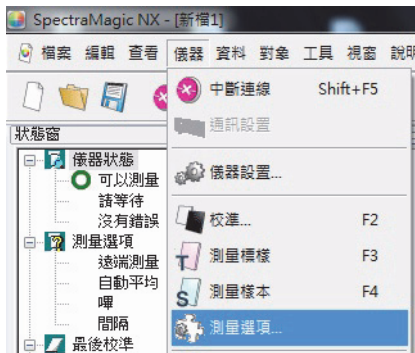 SpectraMagic NX - [新檔1]
檔案 編輯 查看 儀器 資料 對象 工具 視窗 說明
中斷連線 Shift+F5
通訊設置
儀器設置...
校準... F2
測量標樣 F3
測量樣本 F4
測量選項...
狀態窗
儀器狀態
可以測量
請等待
沒有錯誤
測量選項
遠端測量
自動平均
嗶
間隔
最後校準